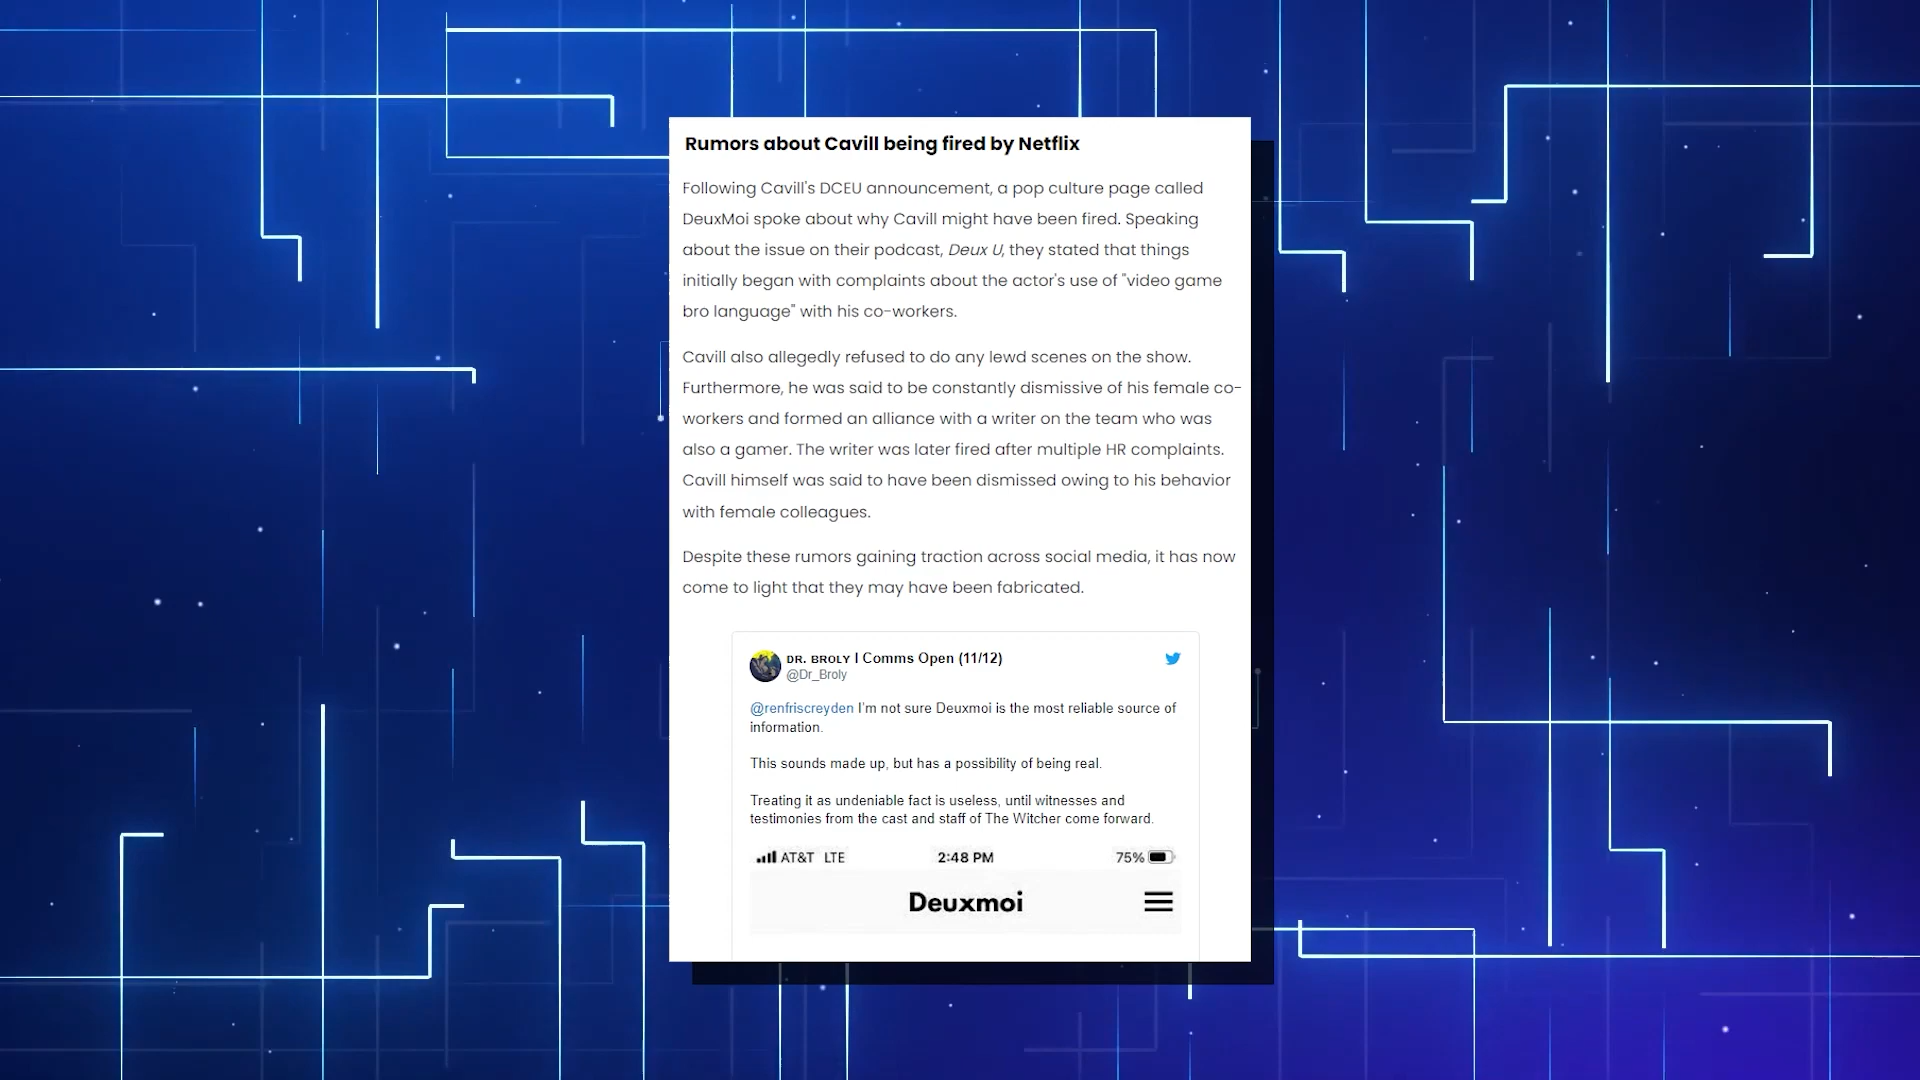 Rumors about Cavill being fired by Netflix
Following Cavill's DCEU announcement, a pop culture page called
DeuxMoi spoke about why Cavill might have been fired. Speaking
about the issue on their podcast, Deux U, they stated that things
initially began with complaints about the actor's use of "video game
bro language" with his co-workers.
Cavill also allegedly refused to do any lewd scenes on the show.
Furthermore, he was said to be constantly dismissive of his female co-
workers and formed an alliance with a writer on the team who was
also a gamer. The writer was later fired after multiple HR complaints.
Cavill himself was said to have been dismissed owing to his behavior
with female colleagues.
Despite these rumors gaining traction across social media, it has now
come to light that they may have been fabricated.
DR. BROLY | Comms Open (11/12)
@Dr_Broly
@renfriscreyden I'm not sure Deuxmoi is the most reliable source of
information.
This sounds made up, but has a possibility of being real.
Treating it as undeniable fact is useless, until witnesses and
testimonies from the cast and staff of The Witcher come forward.
AT&T LTE 2:48 PM 75%
Deuxmoi